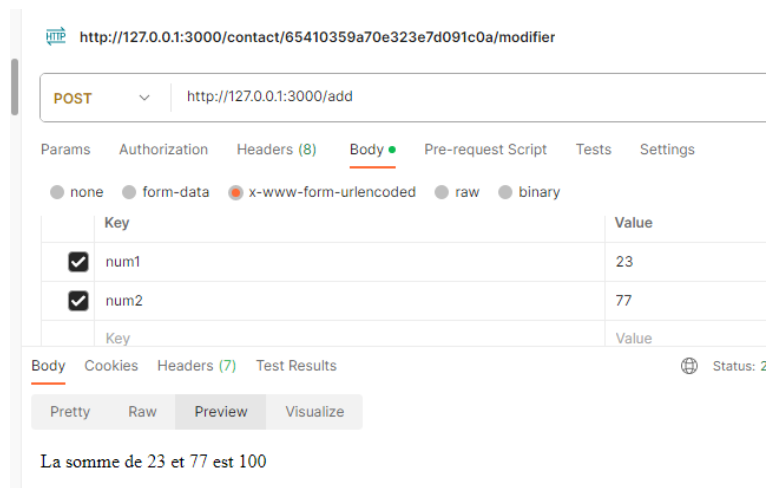 HTTP http://127.0.0.1:3000/contact/65410359a70e323e7d091c0a/modifier
POST http://127.0.0.1:3000/add
Params Authorization Headers (8) Body Pre-request Script Tests Settings
none form-data x-www-form-urlencoded raw binary
Key Value
num1 23
num2 77
Key Value
Body Cookies Headers (7) Test Results Status: 2
Pretty Raw Preview Visualize
La somme de 23 et 77 est 100